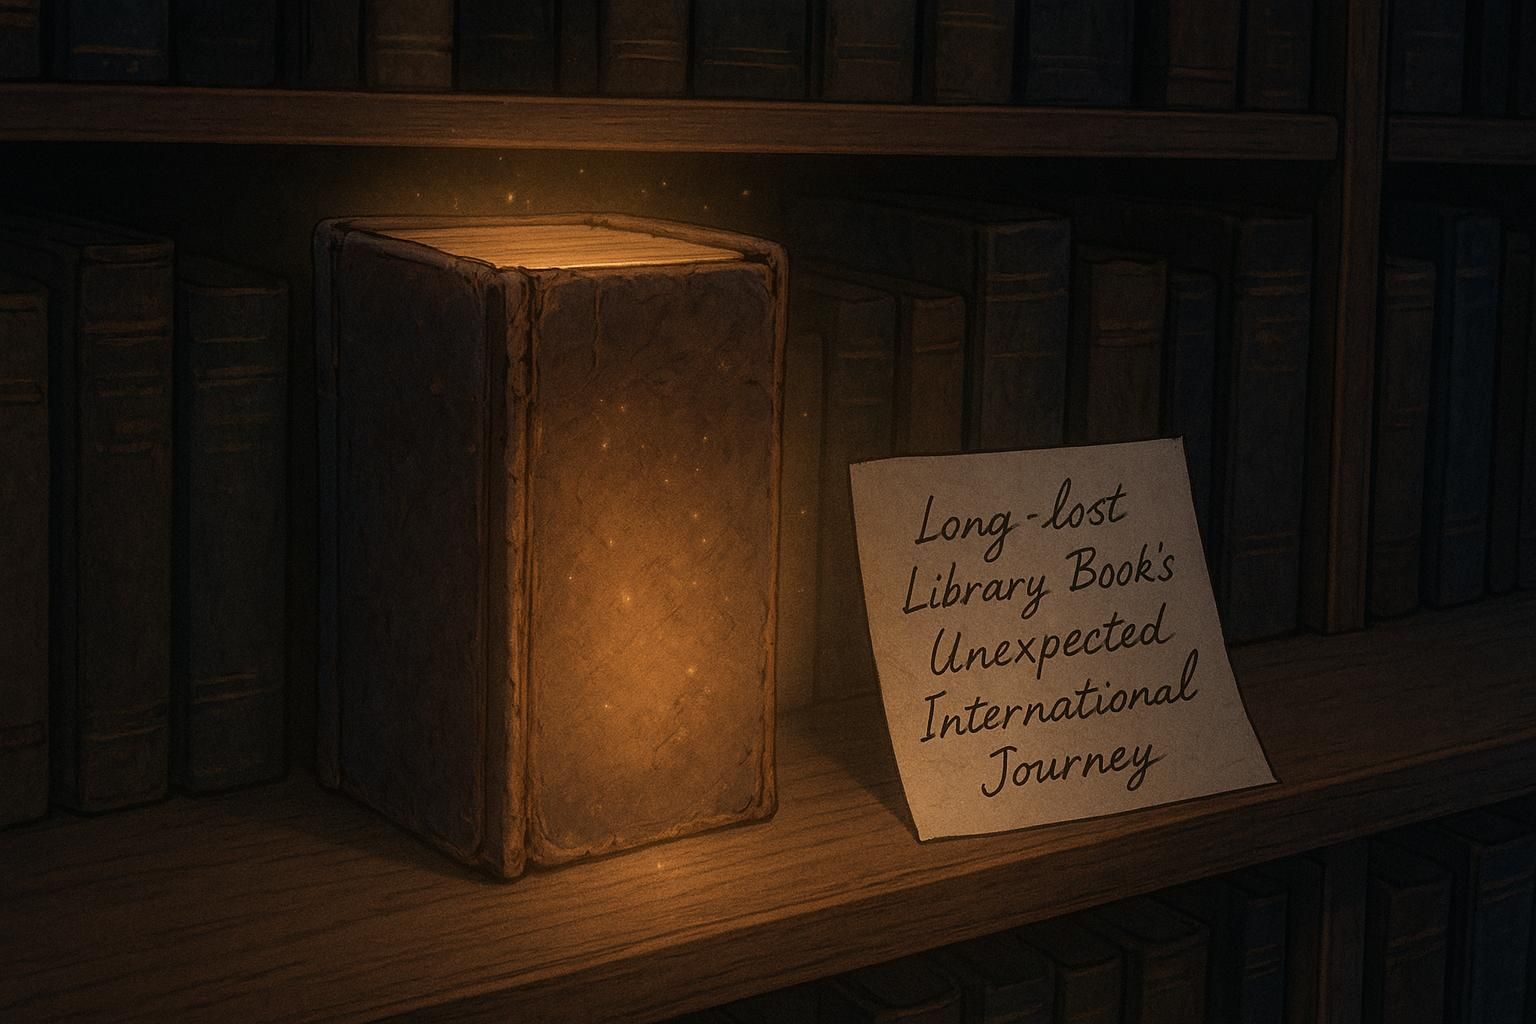 Long-lost
Library Book's
Unexpected
International
Journey